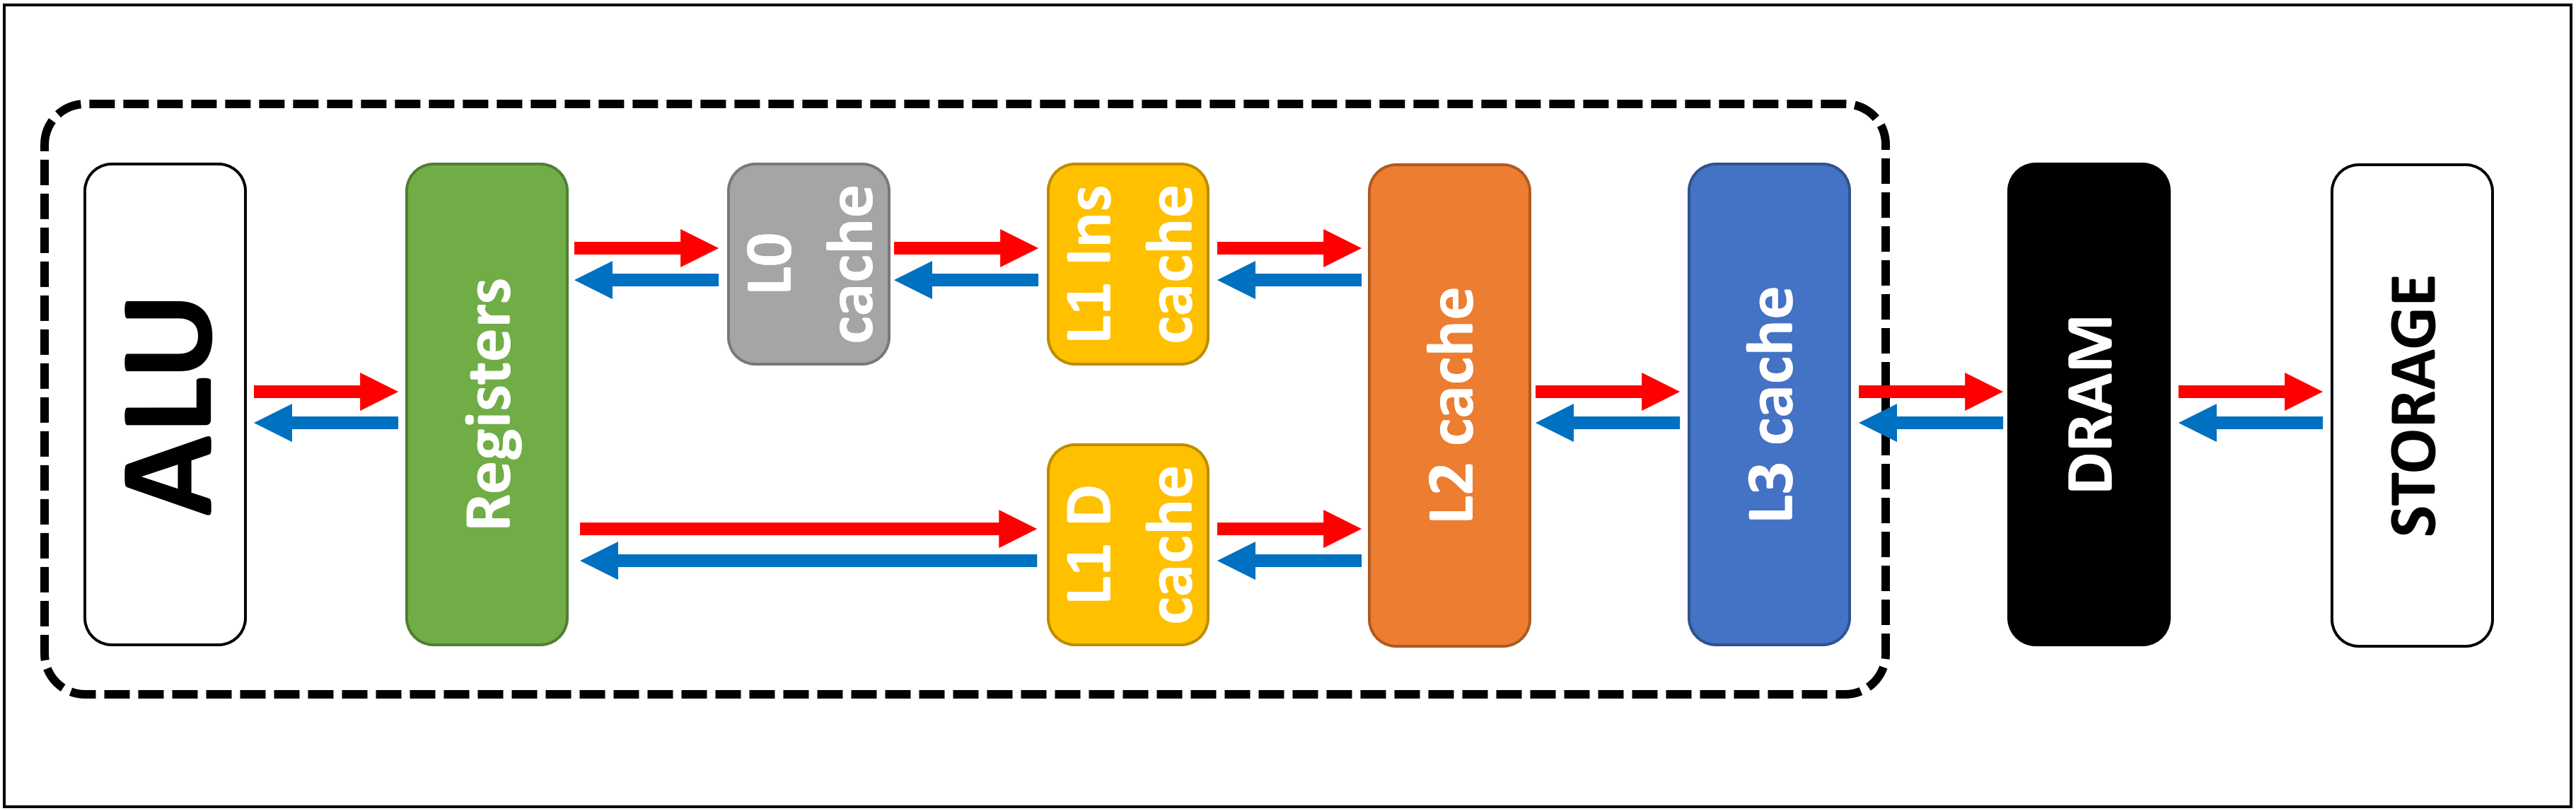 ALU
Registers
L0
cache
L1 Ins
cache
L1 D
cache
L2 cache
L3 cache
DRAM
STORAGE